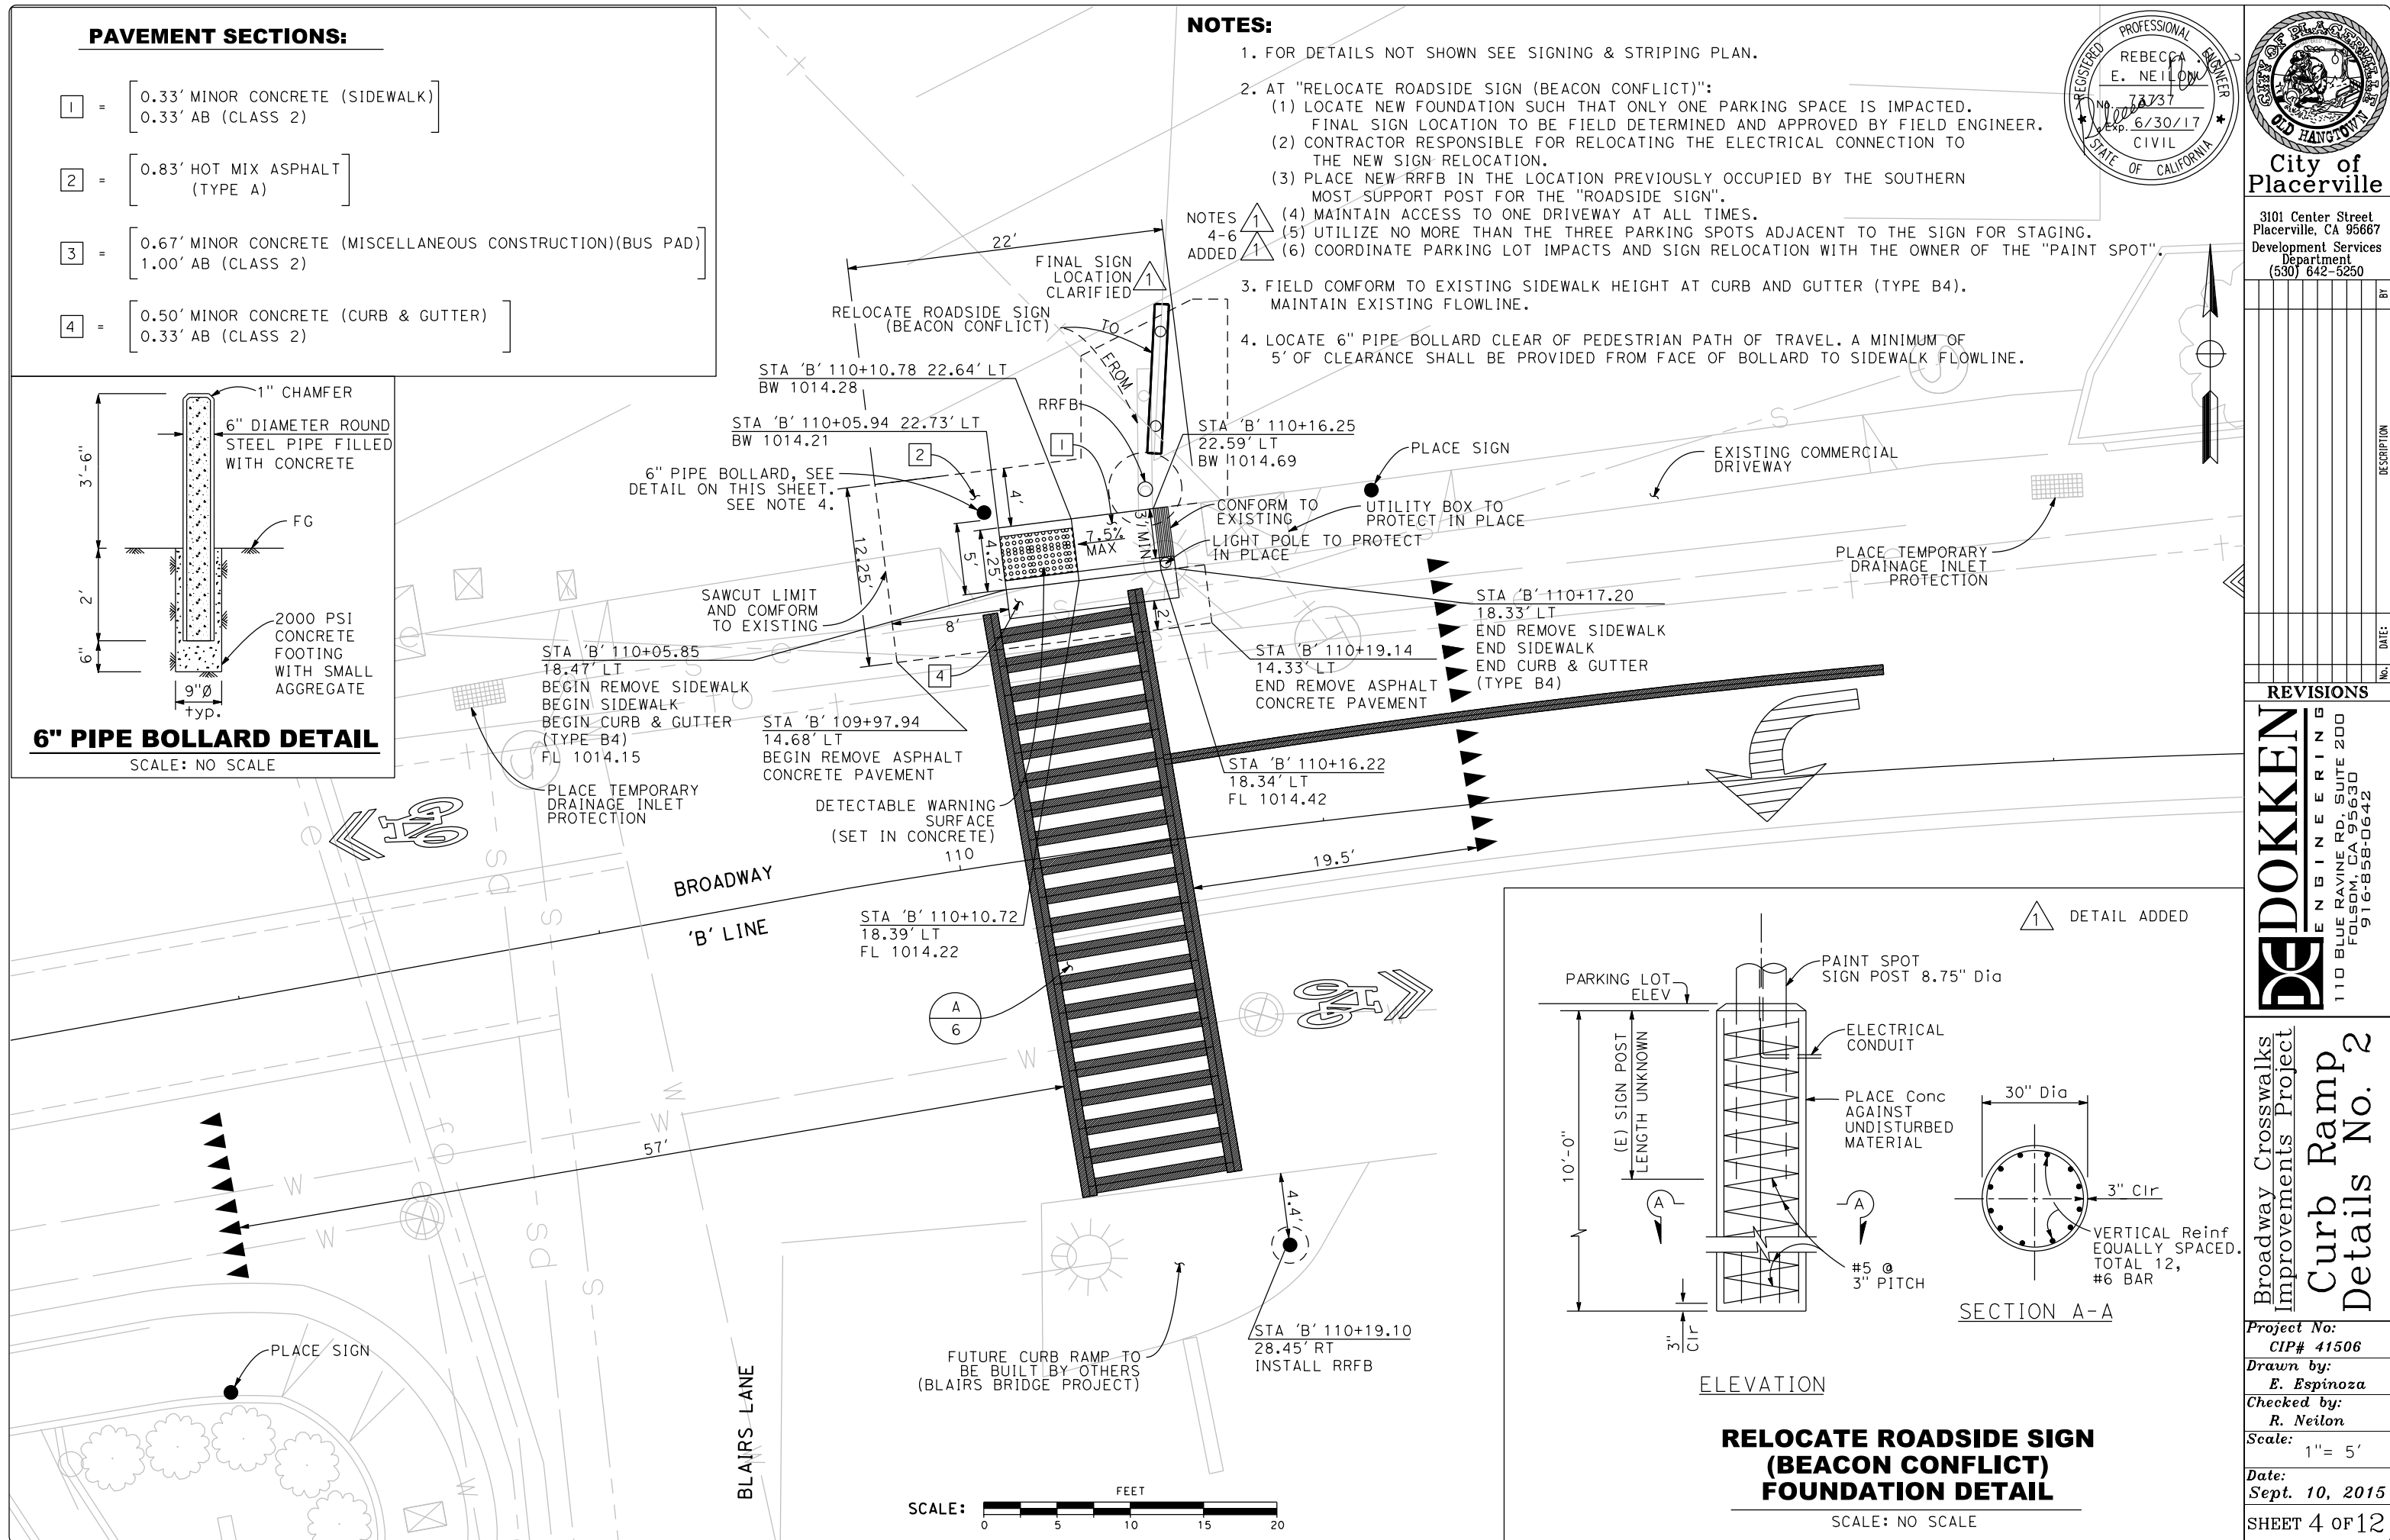 PAVEMENT SECTIONS:
1 = 0.33' MINOR CONCRETE (SIDEWALK)
0.33' AB (CLASS 2)
2 = 0.83' HOT MIX ASPHALT
(TYPE A)
3 = 0.67' MINOR CONCRETE (MISCELLANEOUS CONSTRUCTION)(BUS PAD)
1.00' AB (CLASS 2)
4 = 0.50' MINOR CONCRETE (CURB & GUTTER)
0.33' AB (CLASS 2)
1" CHAMFER
6" DIAMETER ROUND
STEEL PIPE FILLED
WITH CONCRETE
3'-6"
FG
2'
6"
2000 PSI
CONCRETE
FOOTING
WITH SMALL
AGGREGATE
9"Ø
typ.
6" PIPE BOLLARD DETAIL
SCALE: NO SCALE
NOTES:
1. FOR DETAILS NOT SHOWN SEE SIGNING & STRIPING PLAN.
2. AT "RELOCATE ROADSIDE SIGN (BEACON CONFLICT)":
(1) LOCATE NEW FOUNDATION SUCH THAT ONLY ONE PARKING SPACE IS IMPACTED.
FINAL SIGN LOCATION TO BE FIELD DETERMINED AND APPROVED BY FIELD ENGINEER.
(2) CONTRACTOR RESPONSIBLE FOR RELOCATING THE ELECTRICAL CONNECTION TO
THE NEW SIGN RELOCATION.
(3) PLACE NEW RRFB IN THE LOCATION PREVIOUSLY OCCUPIED BY THE SOUTHERN
MOST SUPPORT POST FOR THE "ROADSIDE SIGN".
(4) MAINTAIN ACCESS TO ONE DRIVEWAY AT ALL TIMES.
(5) UTILIZE NO MORE THAN THE THREE PARKING SPOTS ADJACENT TO THE SIGN FOR STAGING.
(6) COORDINATE PARKING LOT IMPACTS AND SIGN RELOCATION WITH THE OWNER OF THE "PAINT SPOT".
NOTES
4-6
ADDED
1
1
3. FIELD COMFORM TO EXISTING SIDEWALK HEIGHT AT CURB AND GUTTER (TYPE B4).
MAINTAIN EXISTING FLOWLINE.
4. LOCATE 6" PIPE BOLLARD CLEAR OF PEDESTRIAN PATH OF TRAVEL. A MINIMUM OF
5' OF CLEARANCE SHALL BE PROVIDED FROM FACE OF BOLLARD TO SIDEWALK FLOWLINE.
REGISTERED PROFESSIONAL ENGINEER
REBECCA
E. NEILON
No. 73737
Exp. 6/30/17
CIVIL
STATE OF CALIFORNIA
22'
FINAL SIGN
LOCATION
CLARIFIED
1
RELOCATE ROADSIDE SIGN
(BEACON CONFLICT)
TO
FROM
STA 'B' 110+10.78 22.64' LT
BW 1014.28
RRFB
STA 'B' 110+05.94 22.73' LT
BW 1014.21
2
1
STA 'B' 110+16.25
22.59' LT
BW 1014.69
PLACE SIGN
EXISTING COMMERCIAL
DRIVEWAY
6" PIPE BOLLARD, SEE
DETAIL ON THIS SHEET.
SEE NOTE 4.
4'
12.25'
5'
4.25'
7.5%
MAX
3' MIN
CONFORM TO
EXISTING
UTILITY BOX TO
PROTECT IN PLACE
LIGHT POLE TO PROTECT
IN PLACE
PLACE TEMPORARY
DRAINAGE INLET
PROTECTION
SAWCUT LIMIT
AND COMFORM
TO EXISTING
8'
2'
STA 'B' 110+17.20
18.33' LT
END REMOVE SIDEWALK
END SIDEWALK
END CURB & GUTTER
(TYPE B4)
STA 'B' 110+05.85
18.47' LT
BEGIN REMOVE SIDEWALK
BEGIN SIDEWALK
BEGIN CURB & GUTTER
(TYPE B4)
FL 1014.15
4
STA 'B' 110+19.14
14.33' LT
END REMOVE ASPHALT
CONCRETE PAVEMENT
STA 'B' 109+97.94
14.68' LT
BEGIN REMOVE ASPHALT
CONCRETE PAVEMENT
STA 'B' 110+16.22
18.34' LT
FL 1014.42
PLACE TEMPORARY
DRAINAGE INLET
PROTECTION
DETECTABLE WARNING
SURFACE
(SET IN CONCRETE)
110
19.5'
BROADWAY
'B' LINE
STA 'B' 110+10.72
18.39' LT
FL 1014.22
A
6
57'
4.4'
PLACE SIGN
BLAIRS LANE
FUTURE CURB RAMP TO
BE BUILT BY OTHERS
(BLAIRS BRIDGE PROJECT)
STA 'B' 110+19.10
28.45' RT
INSTALL RRFB
SCALE:
FEET
0 5 10 15 20
1 DETAIL ADDED
PARKING LOT
ELEV
PAINT SPOT
SIGN POST 8.75" Dia
ELECTRICAL
CONDUIT
(E) SIGN POST
LENGTH UNKNOWN
10'-0"
PLACE Conc
AGAINST
UNDISTURBED
MATERIAL
A
A
#5 @
3" PITCH
3"
Clr
ELEVATION
30" Dia
3" Clr
VERTICAL Reinf
EQUALLY SPACED.
TOTAL 12,
#6 BAR
SECTION A-A
RELOCATE ROADSIDE SIGN
(BEACON CONFLICT)
FOUNDATION DETAIL
SCALE: NO SCALE
CITY OF PLACERVILLE
OLD HANGTOWN
City of
Placerville
3101 Center Street
Placerville, CA 95667
Development Services
Department
(530) 642-5250
BY
DESCRIPTION
DATE:
No.
REVISIONS
DOKKEN
ENGINEERING
110 BLUE RAVINE RD, SUITE 200
FOLSOM, CA 95630
916-858-0642
Broadway Crosswalks
Improvements Project
Curb Ramp
Details No. 2
Project No:
CIP# 41506
Drawn by:
E. Espinoza
Checked by:
R. Neilon
Scale:
1"= 5'
Date:
Sept. 10, 2015
SHEET 4 OF 12